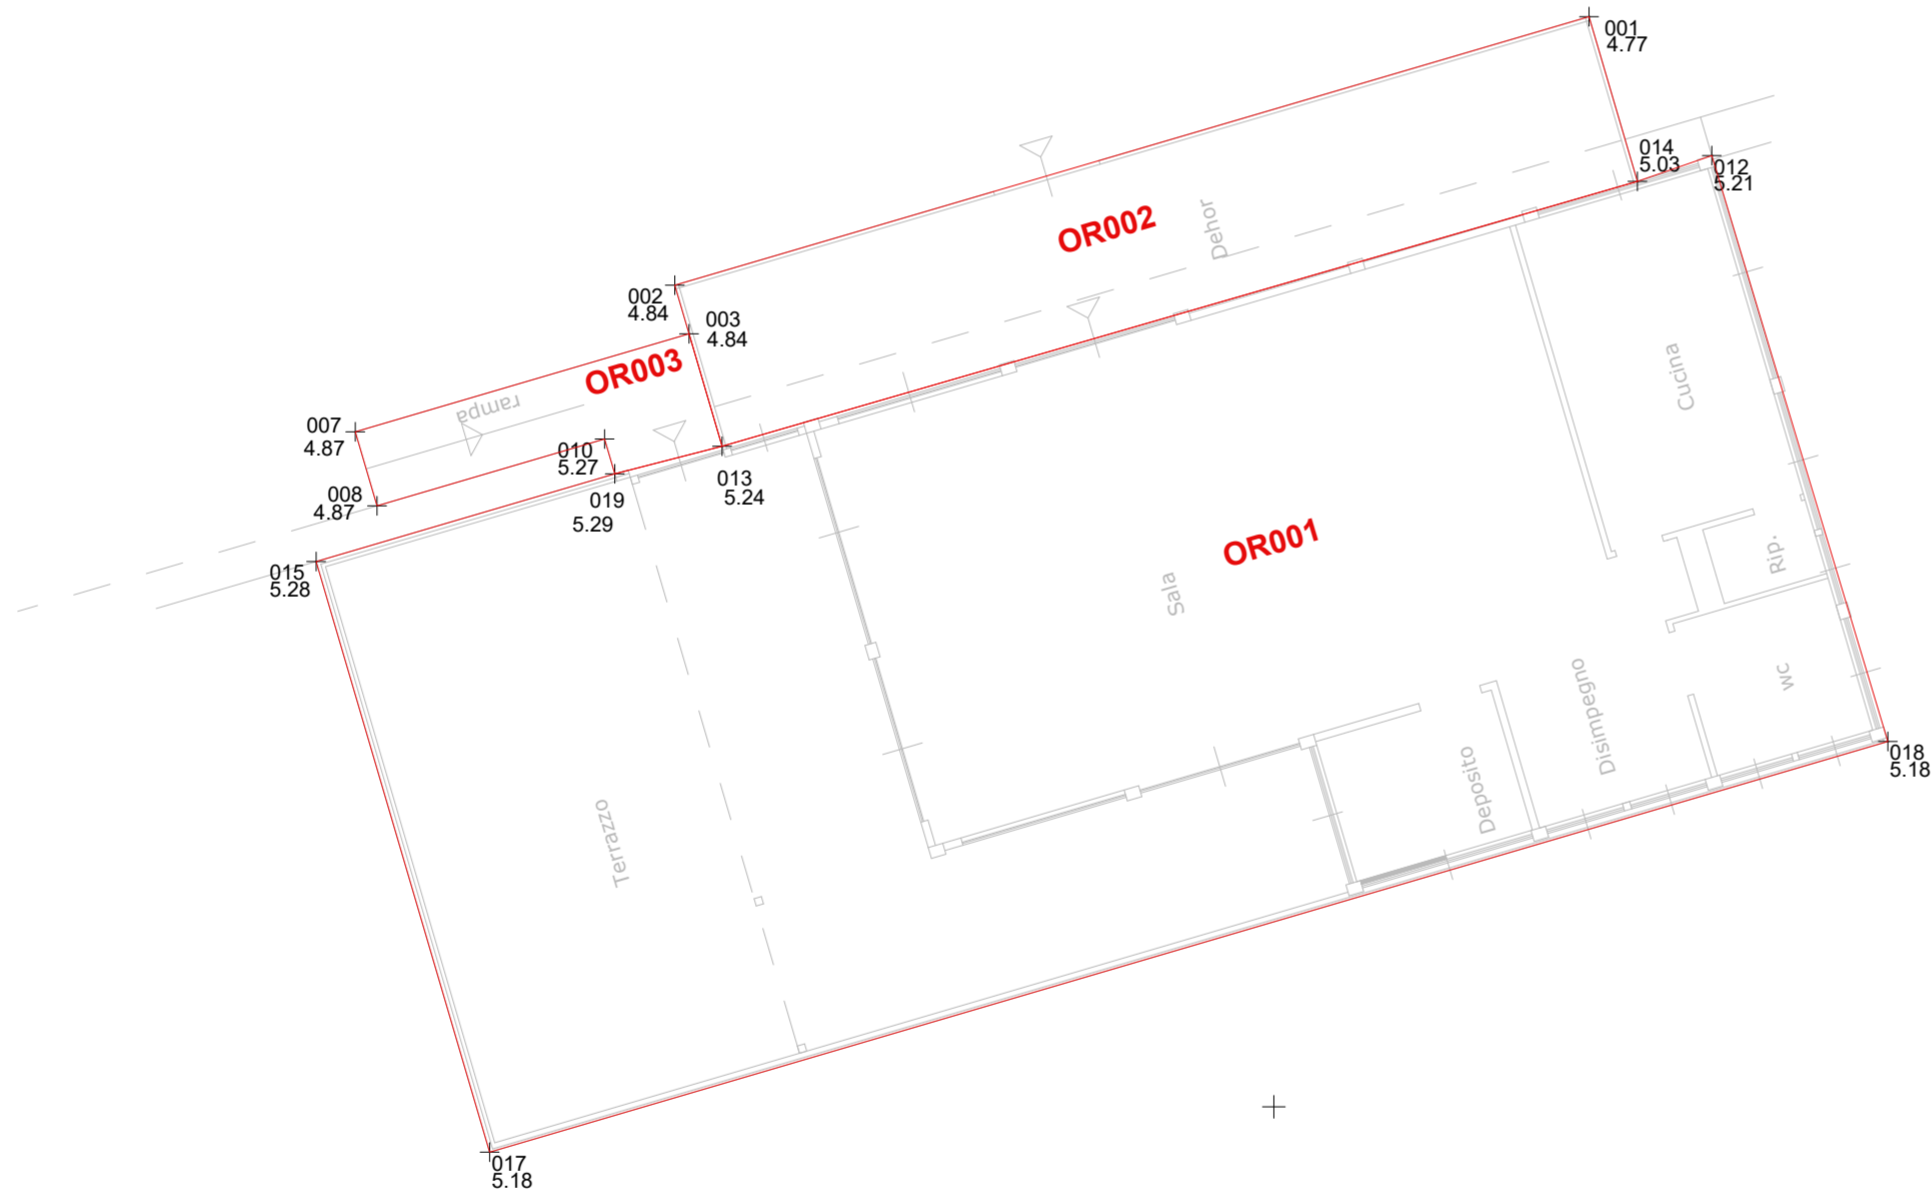 001
4.77
014
5.03
012
5.21
OR002
Dehor
002
4.84
003
4.84
OR003
rampa
007
4.87
010
5.27
008
4.87
019
5.29
013
5.24
Cucina
OR001
Rip.
015
5.28
Sala
wc
Disimpegno
018
5.18
Deposito
Terrazzo
017
5.18